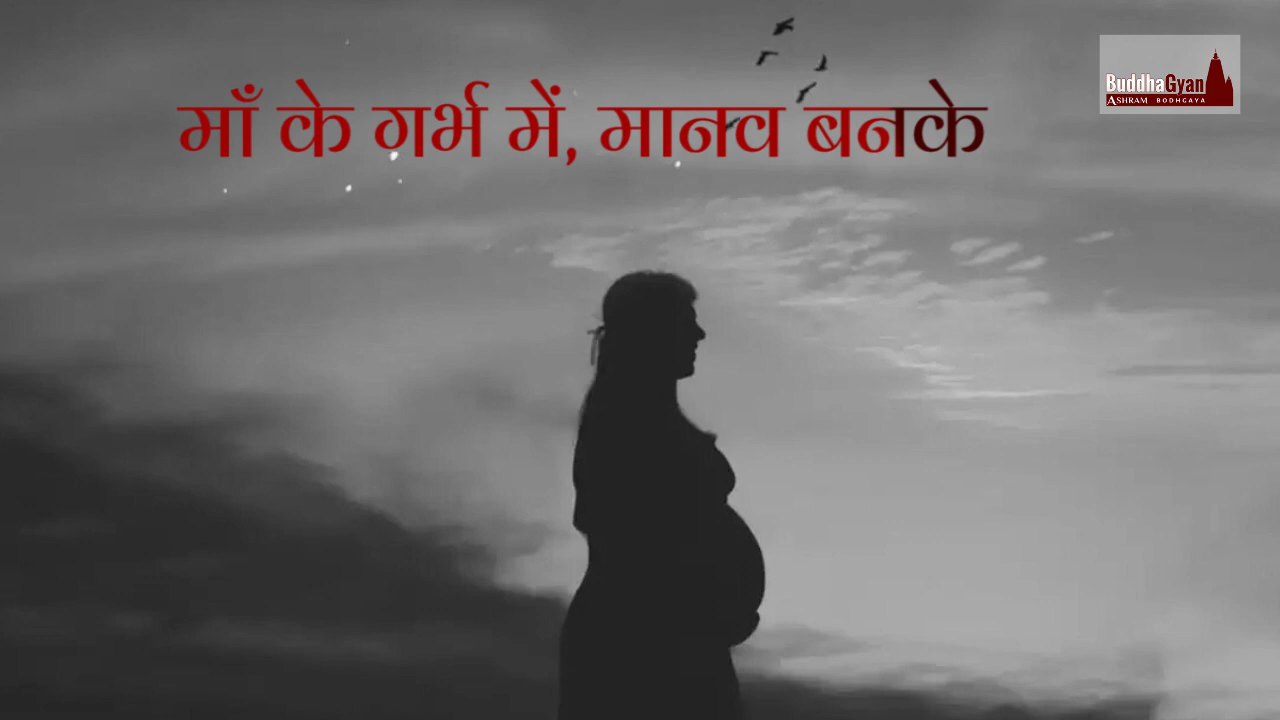 माँ के गर्भ में, मानव बनके
BuddhaGyan
ASHRAM BODHGAYA